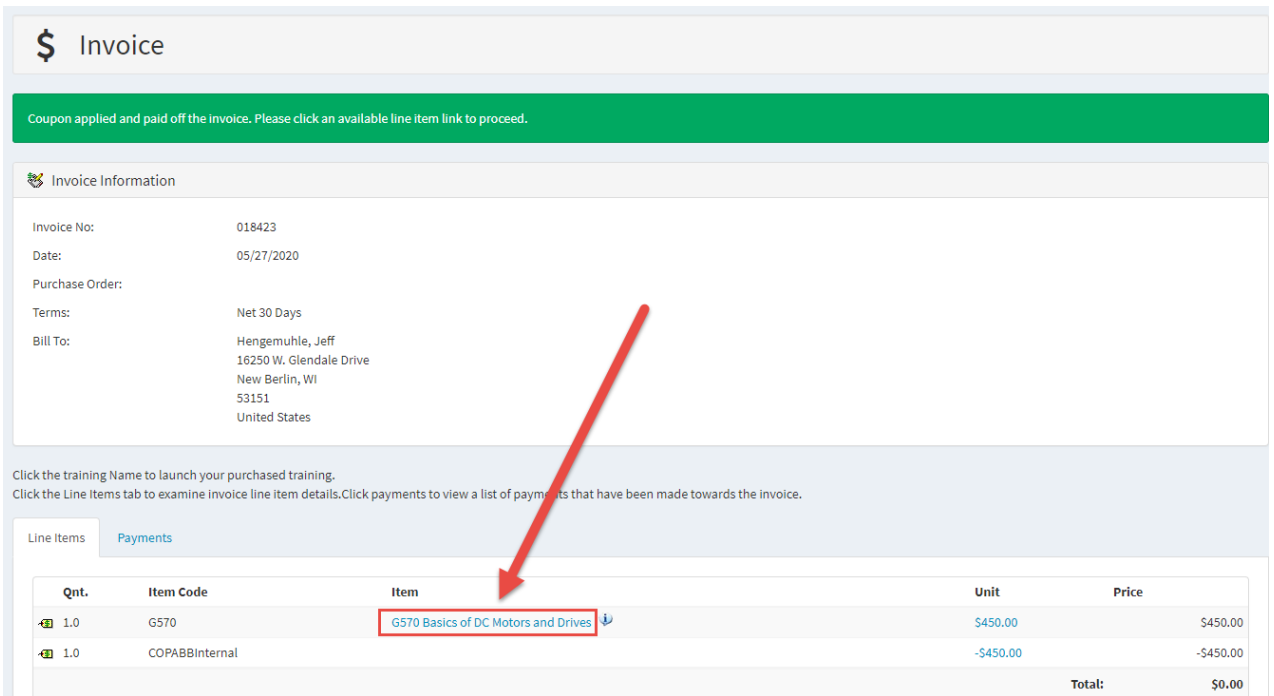 $ Invoice
Coupon applied and paid off the invoice. Please click an available line item link to proceed.
Invoice Information
Invoice No: 018423
Date: 05/27/2020
Purchase Order:
Terms: Net 30 Days
Bill To: Hengemuhle, Jeff
16250 W. Glendale Drive
New Berlin, WI
53151
United States
Click the training Name to launch your purchased training.
Click the Line Items tab to examine invoice line item details.Click payments to view a list of payments that have been made towards the invoice.
Line Items Payments
Qnt. Item Code Item Unit Price
1.0 G570 G570 Basics of DC Motors and Drives $450.00 $450.00
1.0 COPABBInternal -$450.00 -$450.00
Total: $0.00